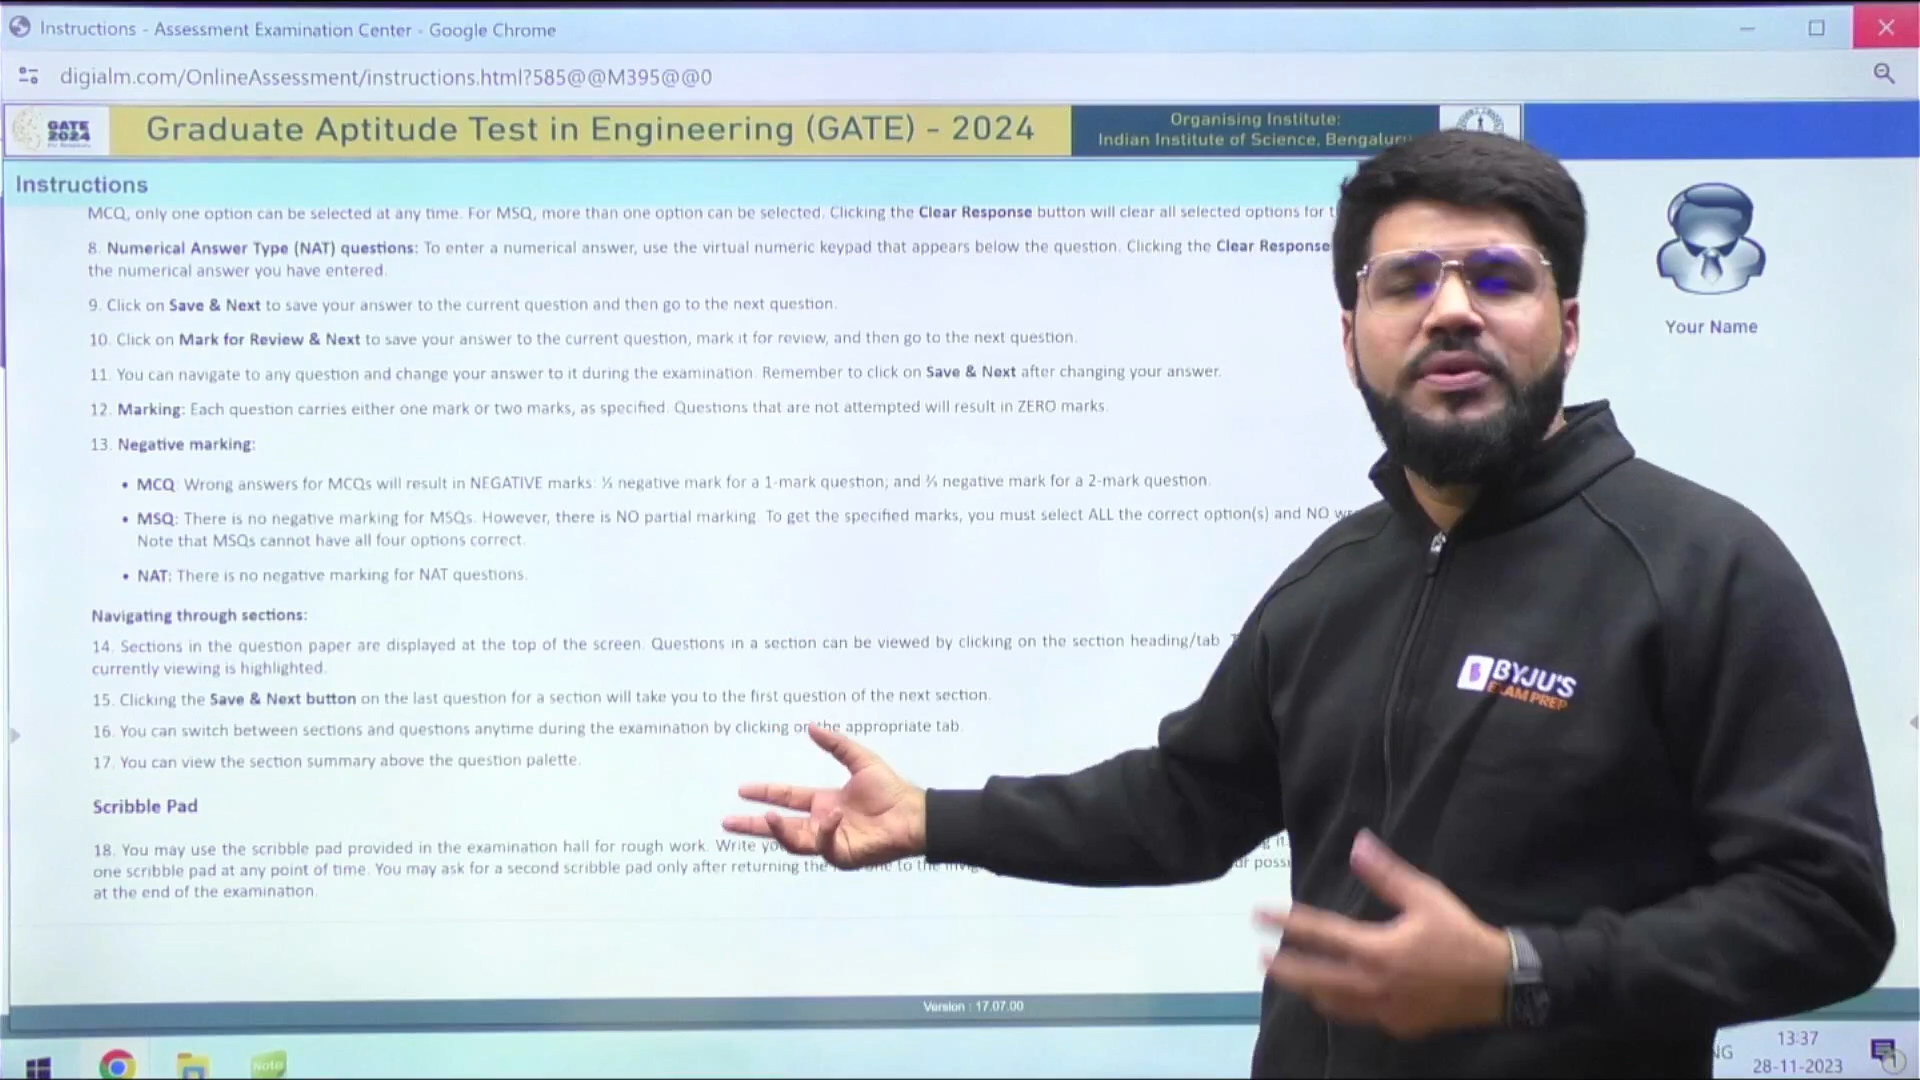 Instructions - Assessment Examination Center - Google Chrome
digialm.com/OnlineAssessment/instructions.html?585@@M395@@0
GATE
2024
Graduate Aptitude Test in Engineering (GATE) - 2024
Organising Institute:
Indian Institute of Science, Bengaluru
Instructions
MCQ, only one option can be selected at any time. For MSQ, more than one option can be selected. Clicking the Clear Response button will clear all selected options for
8. Numerical Answer Type (NAT) questions: To enter a numerical answer, use the virtual numeric keypad that appears below the question. Clicking the Clear Response
the numerical answer you have entered.
9. Click on Save & Next to save your answer to the current question and then go to the next question.
10. Click on Mark for Review & Next to save your answer to the current question, mark it for review, and then go to the next question.
11. You can navigate to any question and change your answer to it during the examination. Remember to click on Save & Next after changing your answer.
12. Marking: Each question carries either one mark or two marks, as specified. Questions that are not attempted will result in ZERO marks.
13. Negative marking:
• MCQ: Wrong answers for MCQs will result in NEGATIVE marks: ⅓ negative mark for a 1-mark question; and ⅔ negative mark for a 2-mark question.
• MSQ: There is no negative marking for MSQs. However, there is NO partial marking. To get the specified marks, you must select ALL the correct option(s) and NO
Note that MSQs cannot have all four options correct.
• NAT: There is no negative marking for NAT questions.
Navigating through sections:
14. Sections in the question paper are displayed at the top of the screen. Questions in a section can be viewed by clicking on the section heading/tab.
currently viewing is highlighted.
15. Clicking the Save & Next button on the last question for a section will take you to the first question of the next section.
16. You can switch between sections and questions anytime during the examination by clicking on the appropriate tab.
17. You can view the section summary above the question palette.
Scribble Pad
18. You may use the scribble pad provided in the examination hall for rough work. Write
one scribble pad at any point of time. You may ask for a second scribble pad only after returning the
at the end of the examination.
Your Name
BYJU'S
EXAM PREP
Version : 17.07.00
Note
13:37
28-11-2023
1